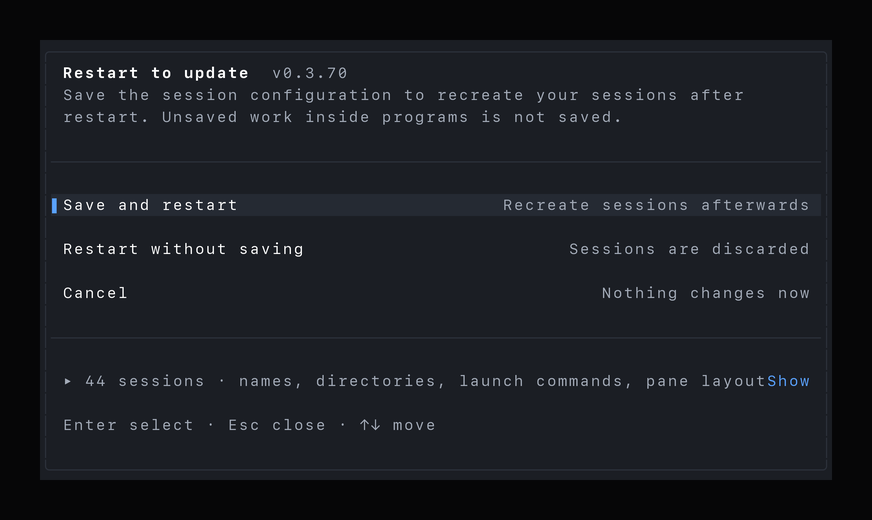 Restart to update v0.3.70
Save the session configuration to recreate your sessions after
restart. Unsaved work inside programs is not saved.
Save and restart Recreate sessions afterwards
Restart without saving Sessions are discarded
Cancel Nothing changes now
▸ 44 sessions · names, directories, launch commands, pane layoutShow
Enter select · Esc close · ↑↓ move